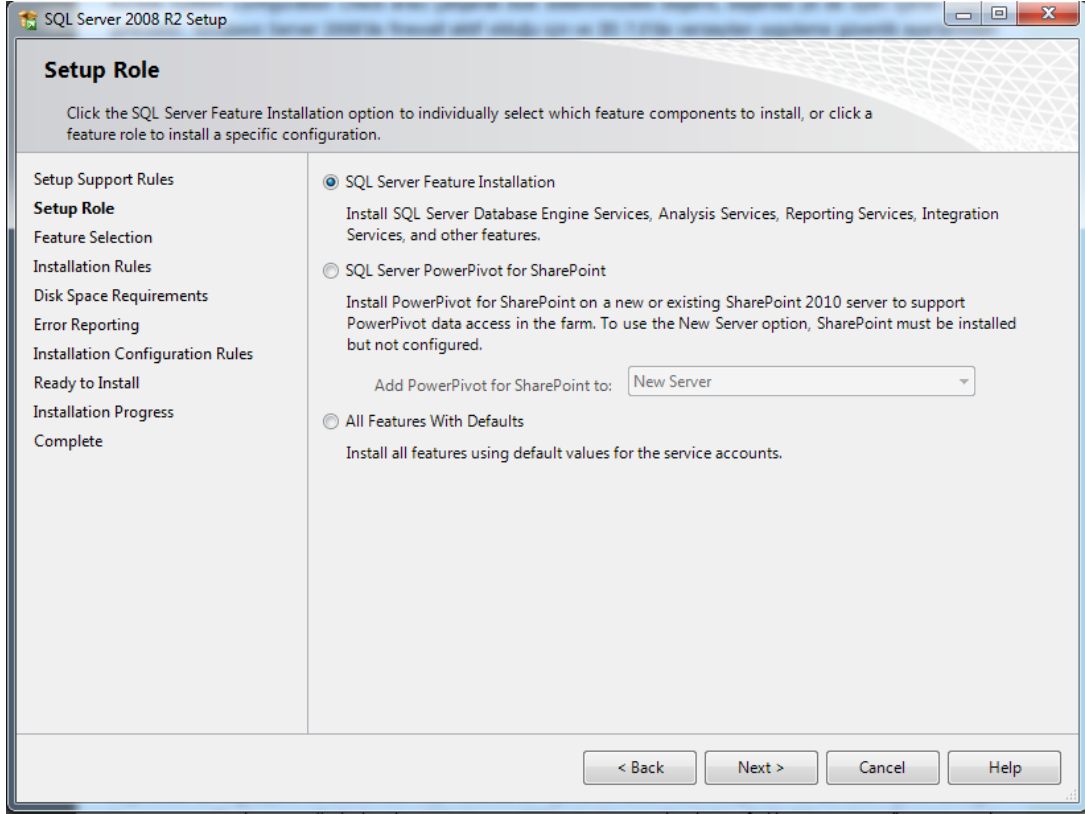 SQL Server 2008 R2 Setup
Setup Role
Click the SQL Server Feature Installation option to individually select which feature components to install, or click a
feature role to install a specific configuration.
Setup Support Rules
Setup Role
Feature Selection
Installation Rules
Disk Space Requirements
Error Reporting
Installation Configuration Rules
Ready to Install
Installation Progress
Complete
SQL Server Feature Installation
Install SQL Server Database Engine Services, Analysis Services, Reporting Services, Integration
Services, and other features.
SQL Server PowerPivot for SharePoint
Install PowerPivot for SharePoint on a new or existing SharePoint 2010 server to support
PowerPivot data access in the farm. To use the New Server option, SharePoint must be installed
but not configured.
Add PowerPivot for SharePoint to: New Server
All Features With Defaults
Install all features using default values for the service accounts.
< Back Next > Cancel Help